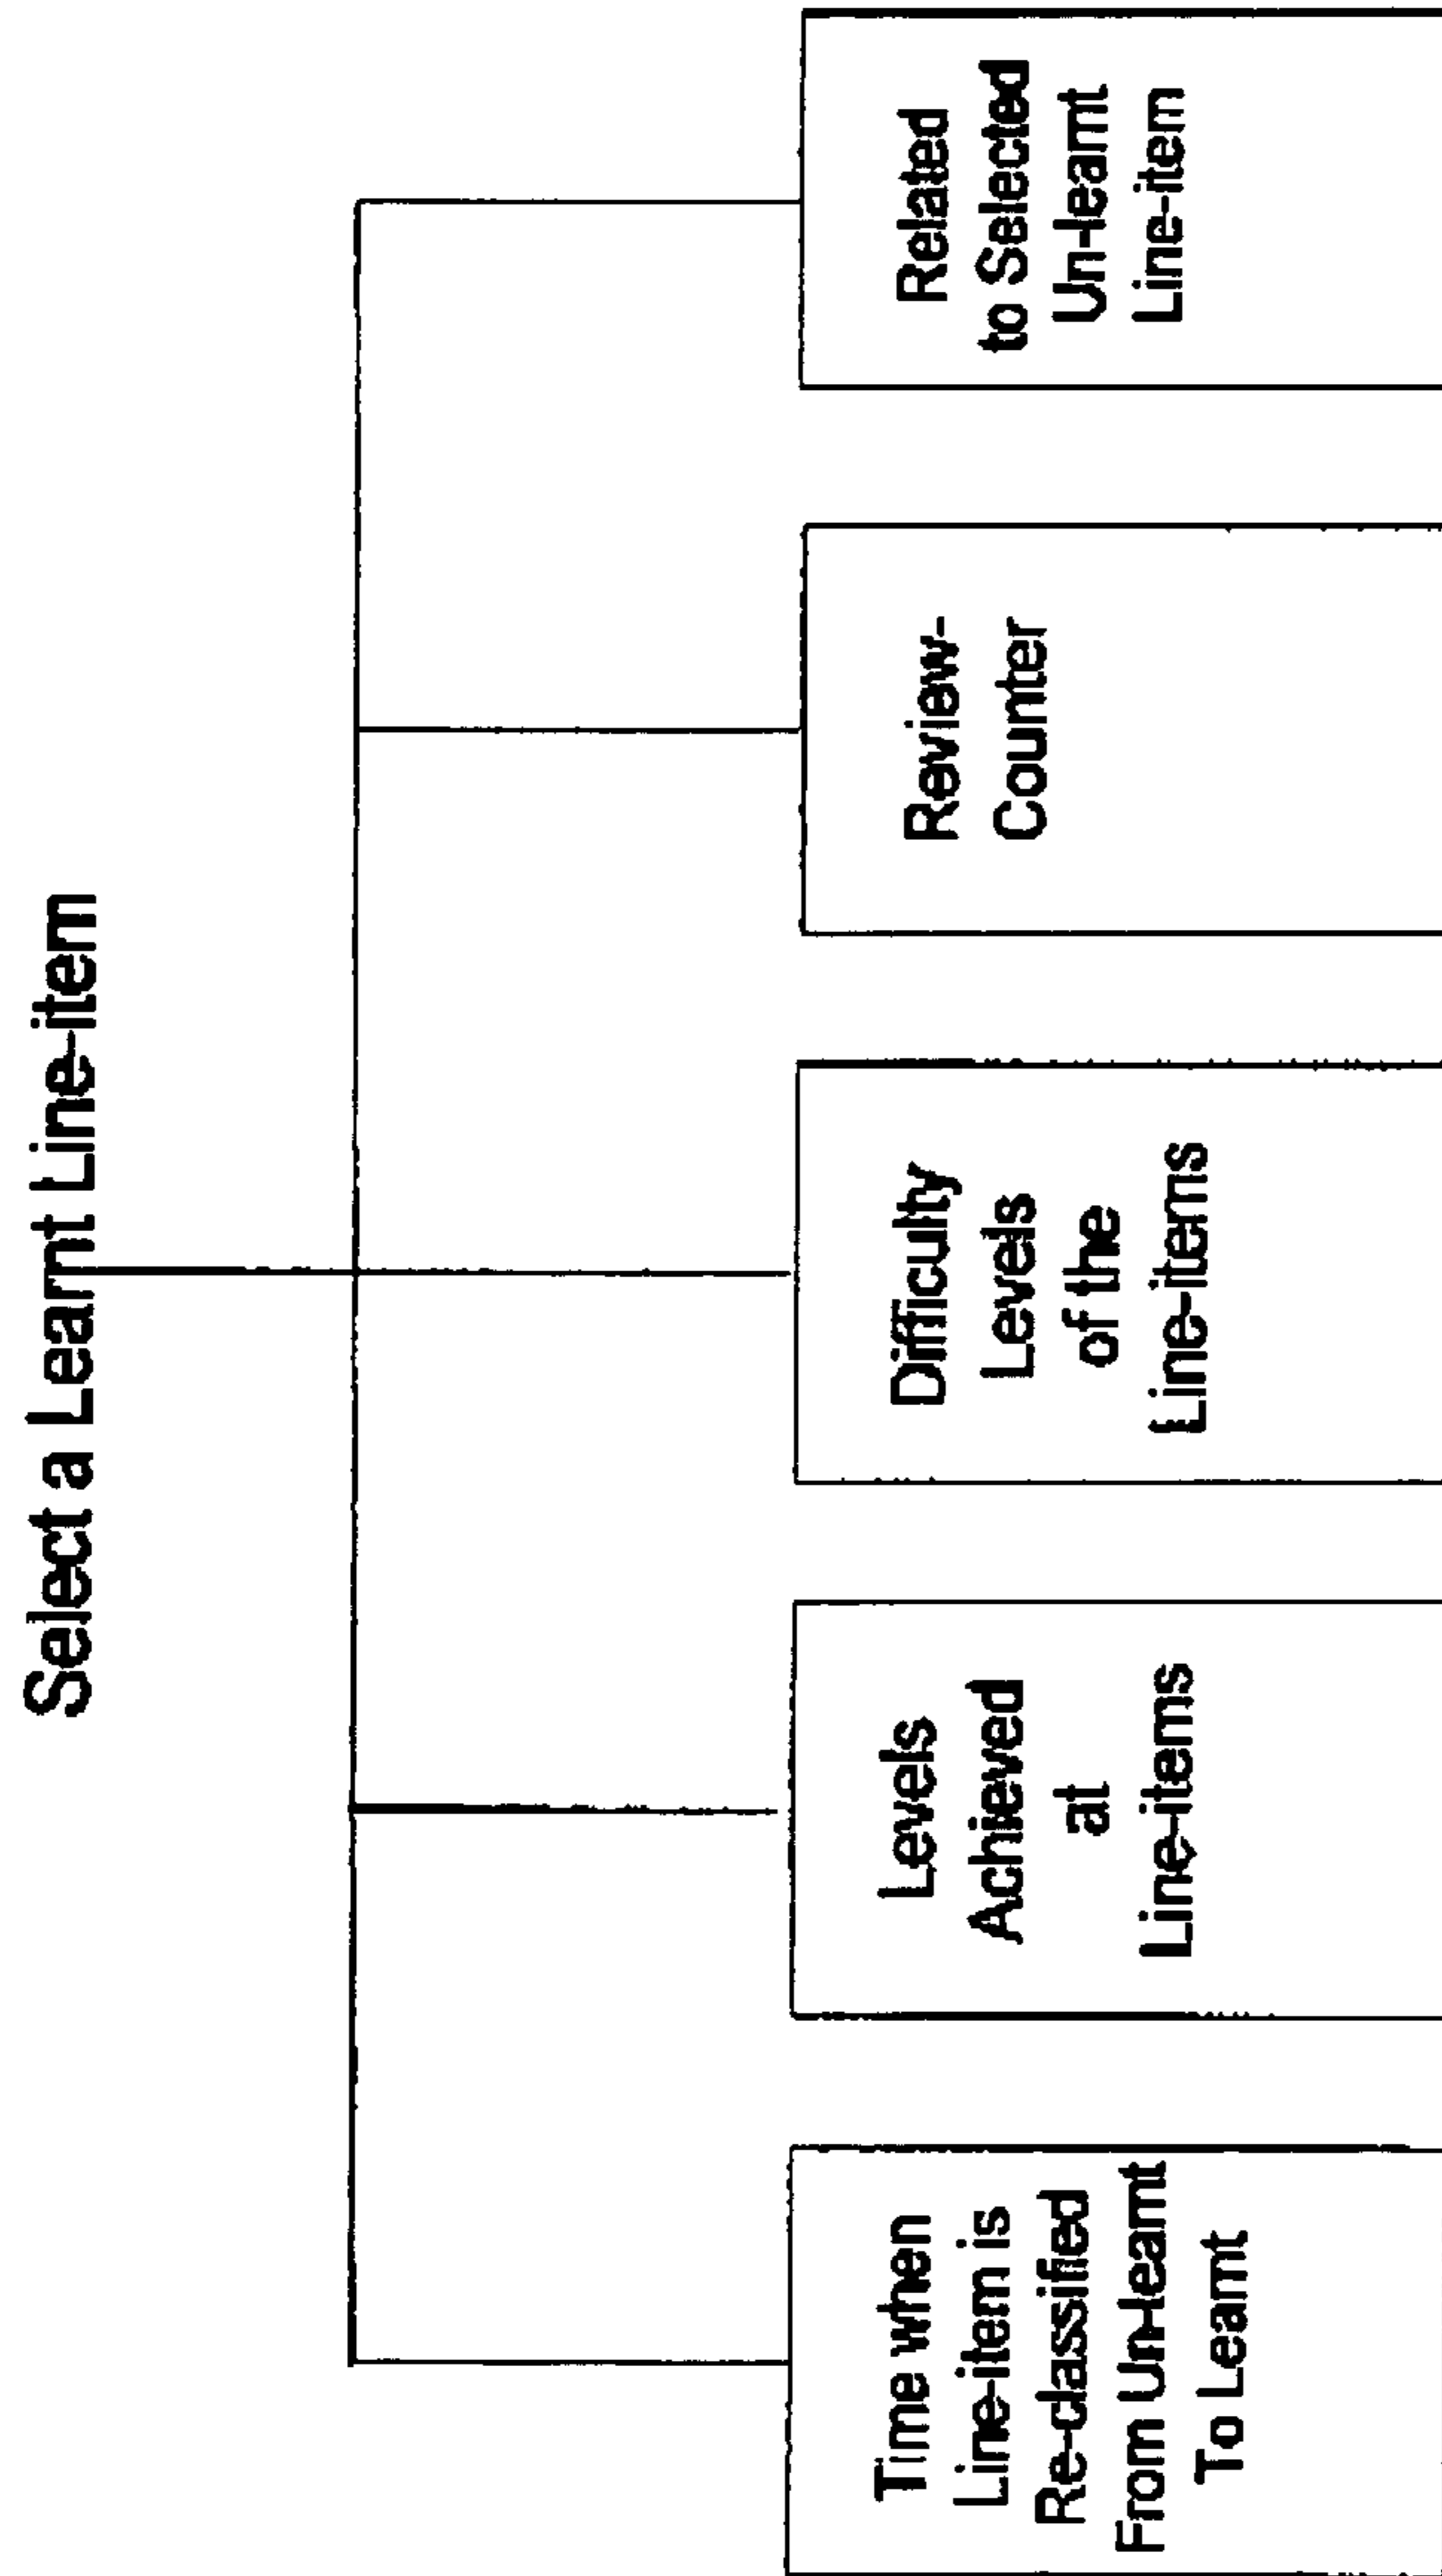 Select a Learnt Line-item
Time when
Line-item is
Re-classified
From Un-learnt
To Learnt
Levels
Achieved
at
Line-items
Difficulty
Levels
of the
Line-items
Review-
Counter
Related
to Selected
Un-learnt
Line-item